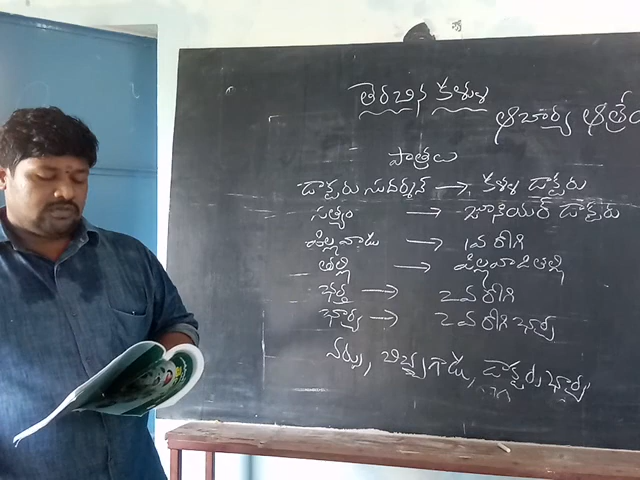 తెరచిన కళ్ళు
ఆచార్య ఆత్రేయ
పాత్రలు
డాక్టరు సుదర్శన్ → కళ్ళ డాక్టరు
సత్యం → జూనియర్ డాక్టరు
పిల్లవాడు → 1వ రోగి
తల్లి → పిల్లవాడి తల్లి
భర్త → 2వ రోగి
భార్య → 2వ రోగి భార్య
నర్సు, బిచ్చగాడు, డాక్టర్ భార్య